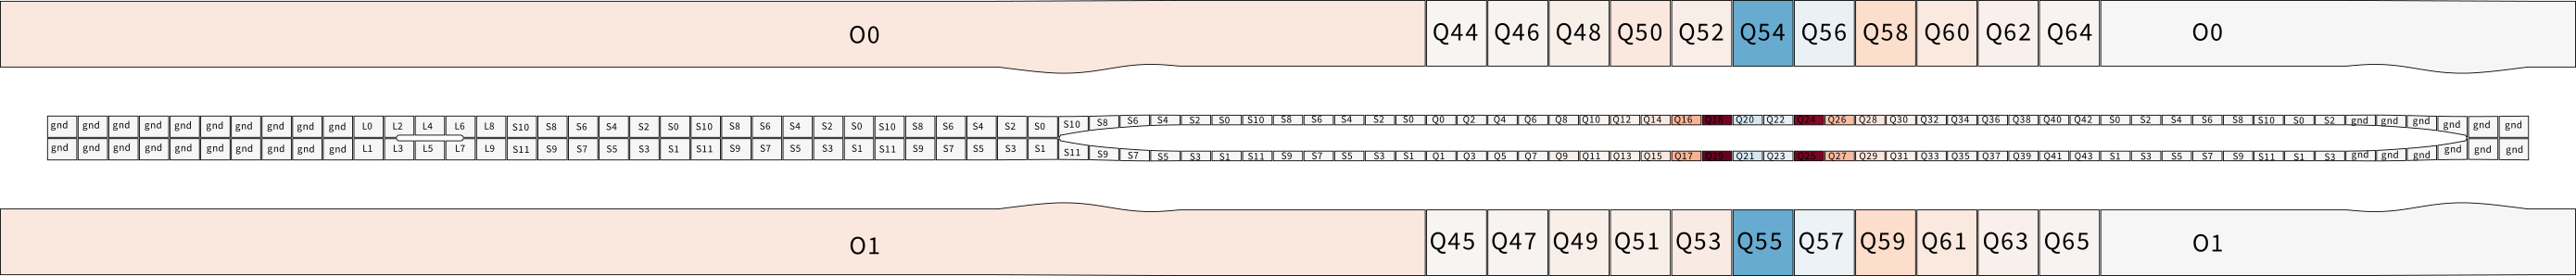 O0 Q44 Q46 Q48 Q50 Q52 Q54 Q56 Q58 Q60 Q62 Q64 O0
gnd gnd gnd gnd gnd gnd gnd gnd gnd gnd L0 L2 L4 L6 L8 S10 S8 S6 S4 S2 S0 S10 S8 S6 S4 S2 S0 S10 S8 S6 S4 S2 S0 S10 S8 S6 S4 S2 S0 S10 S8 S6 S4 S2 S0 Q0 Q2 Q4 Q6 Q8 Q10 Q12 Q14 Q16 Q18 Q20 Q22 Q24 Q26 Q28 Q30 Q32 Q34 Q36 Q38 Q40 Q42 S0 S2 S4 S6 S8 S10 S0 S2 gnd gnd gnd gnd gnd gnd
gnd gnd gnd gnd gnd gnd gnd gnd gnd gnd L1 L3 L5 L7 L9 S11 S9 S7 S5 S3 S1 S11 S9 S7 S5 S3 S1 S11 S9 S7 S5 S3 S1 S11 S9 S7 S5 S3 S1 S11 S9 S7 S5 S3 S1 Q1 Q3 Q5 Q7 Q9 Q11 Q13 Q15 Q17 Q19 Q21 Q23 Q25 Q27 Q29 Q31 Q33 Q35 Q37 Q39 Q41 Q43 S1 S3 S5 S7 S9 S11 S1 S3 gnd gnd gnd gnd gnd gnd
O1 Q45 Q47 Q49 Q51 Q53 Q55 Q57 Q59 Q61 Q63 Q65 O1